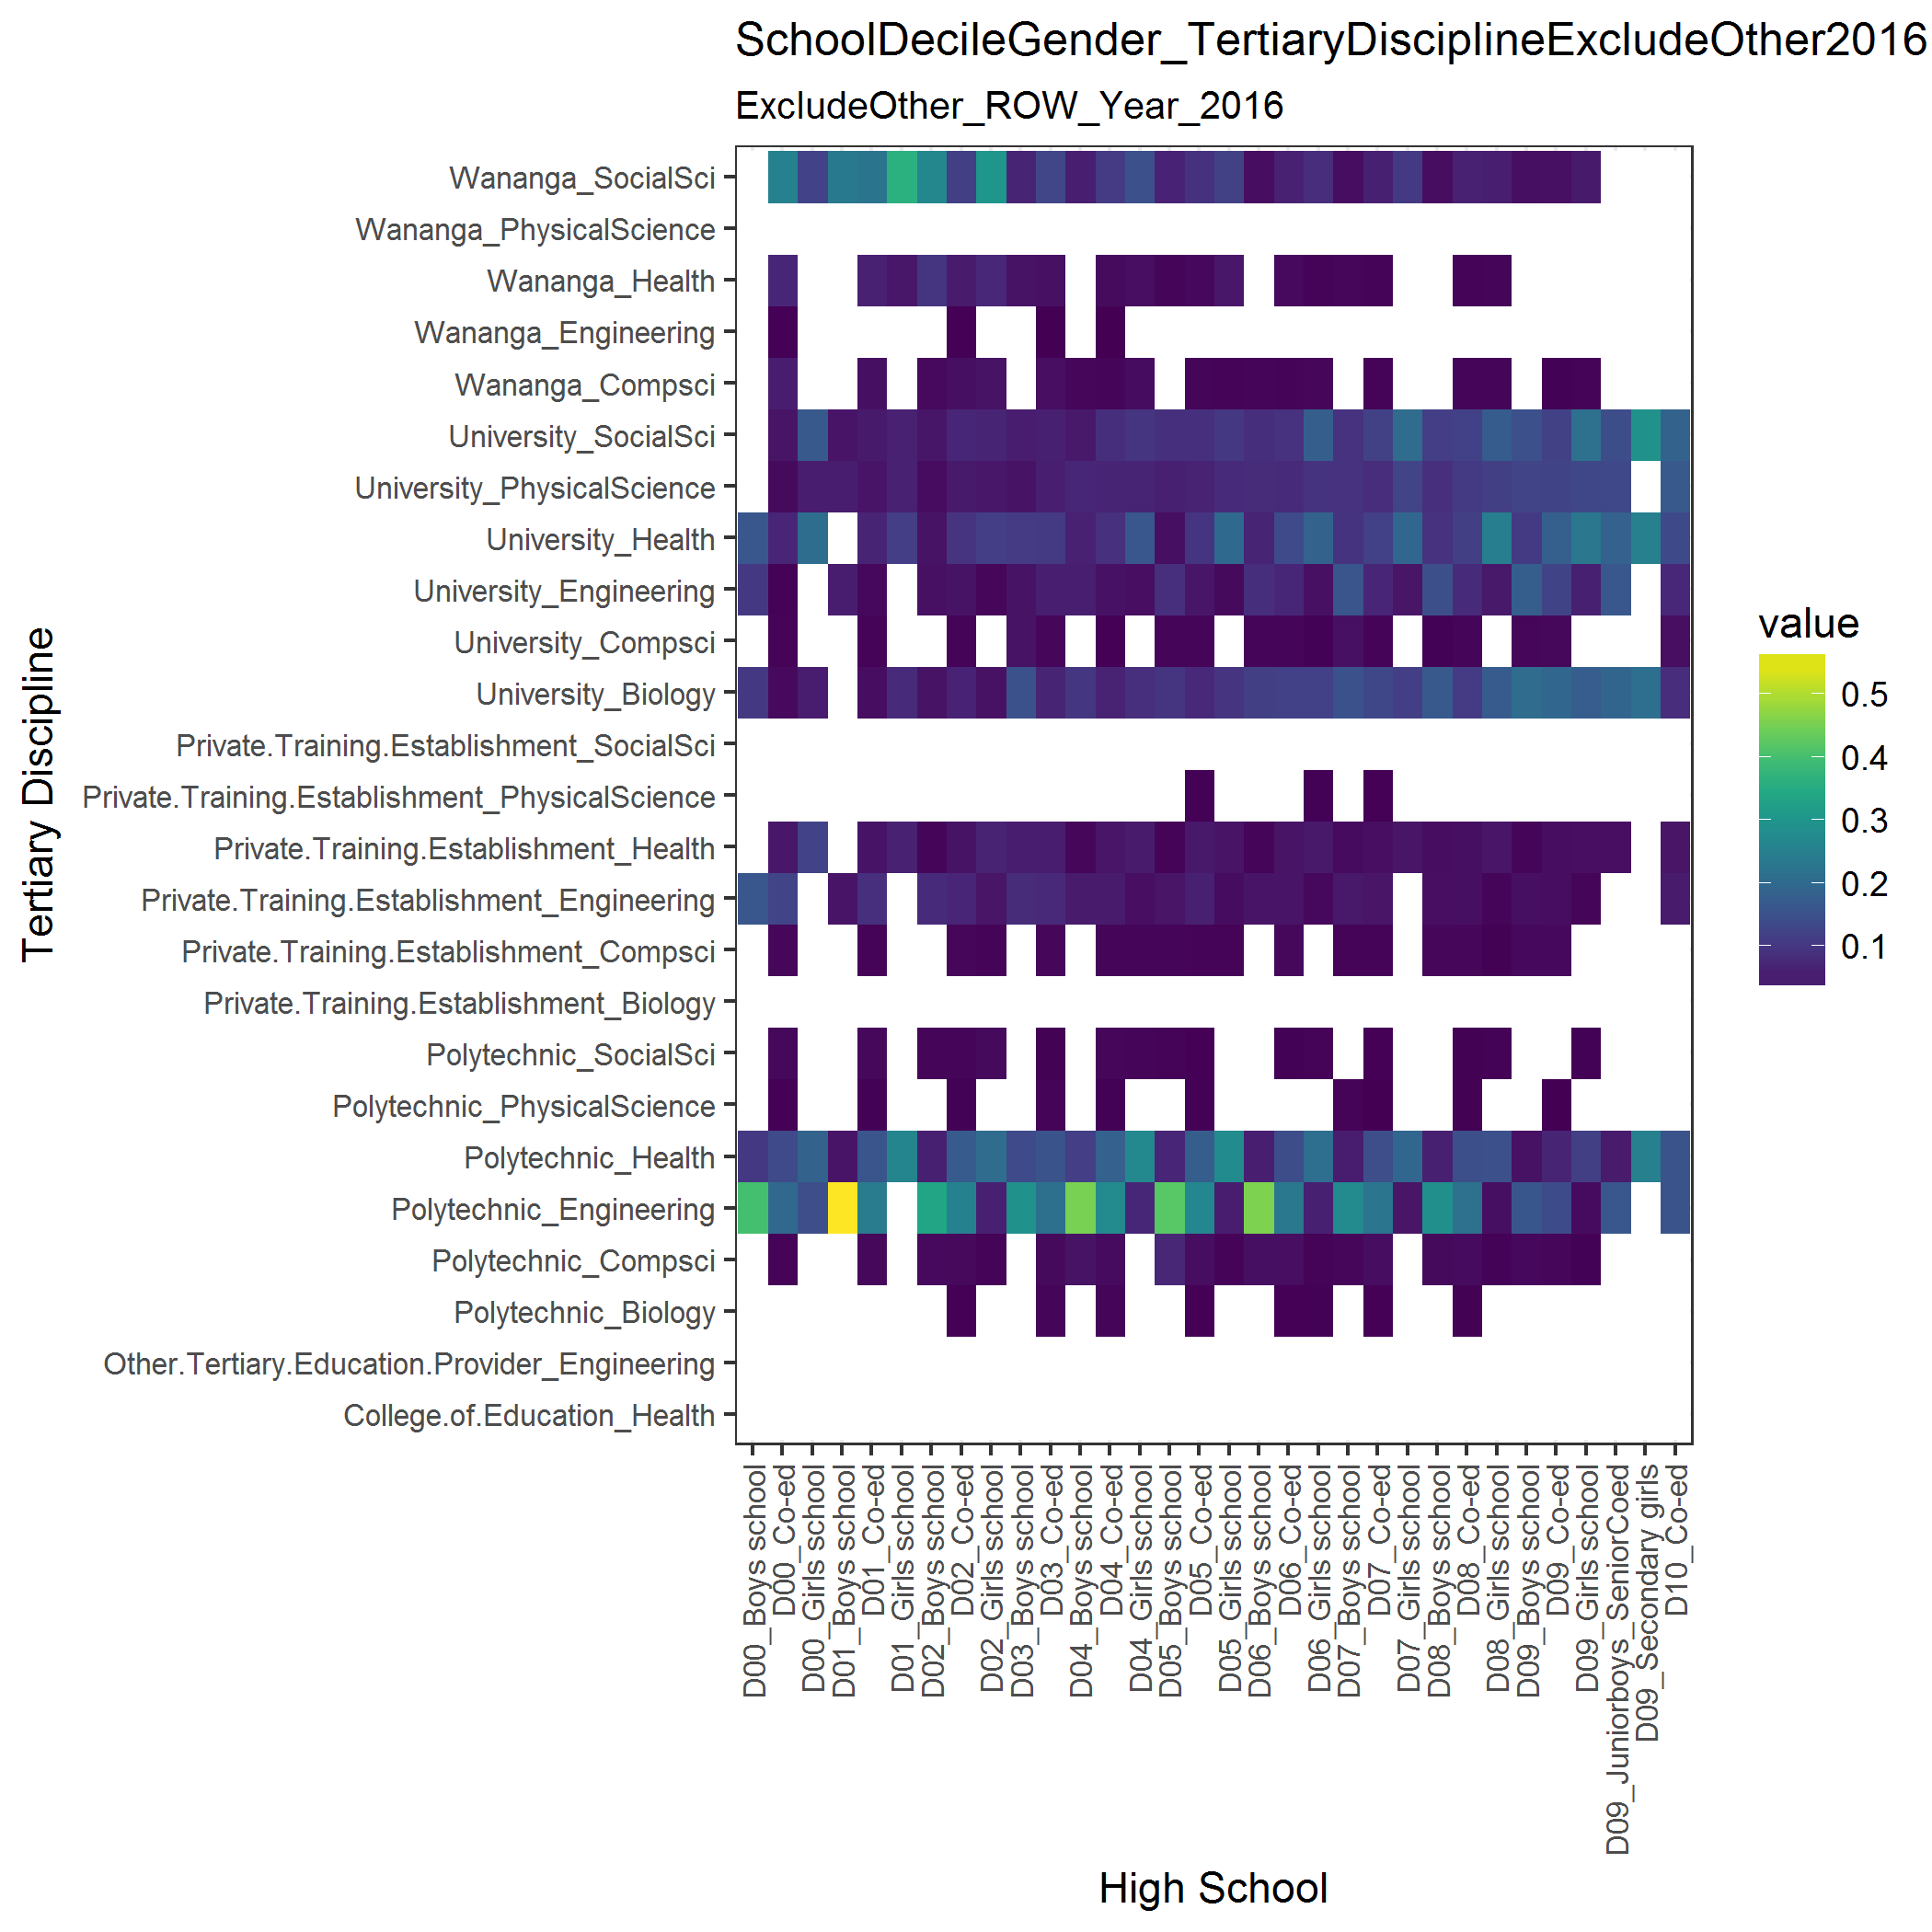 SchoolDecileGender_TertiaryDisciplineExcludeOther2016
ExcludeOther_ROW_Year_2016
Tertiary Discipline
Wananga_SocialSci
Wananga_PhysicalScience
Wananga_Health
Wananga_Engineering
Wananga_Compsci
University_SocialSci
University_PhysicalScience
University_Health
University_Engineering
University_Compsci
University_Biology
Private.Training.Establishment_SocialSci
Private.Training.Establishment_PhysicalScience
Private.Training.Establishment_Health
Private.Training.Establishment_Engineering
Private.Training.Establishment_Compsci
Private.Training.Establishment_Biology
Polytechnic_SocialSci
Polytechnic_PhysicalScience
Polytechnic_Health
Polytechnic_Engineering
Polytechnic_Compsci
Polytechnic_Biology
Other.Tertiary.Education.Provider_Engineering
College.of.Education_Health
D00_Boys school
D00_Co-ed
D00_Girls school
D01_Boys school
D01_Co-ed
D01_Girls school
D02_Boys school
D02_Co-ed
D02_Girls school
D03_Boys school
D03_Co-ed
D04_Boys school
D04_Co-ed
D04_Girls school
D05_Boys school
D05_Co-ed
D05_Girls school
D06_Boys school
D06_Co-ed
D06_Girls school
D07_Boys school
D07_Co-ed
D07_Girls school
D08_Boys school
D08_Co-ed
D08_Girls school
D09_Boys school
D09_Co-ed
D09_Girls school
D09_Juniorboys_SeniorCoed
D09_Secondary girls
D10_Co-ed
High School
value
0.5
0.4
0.3
0.2
0.1